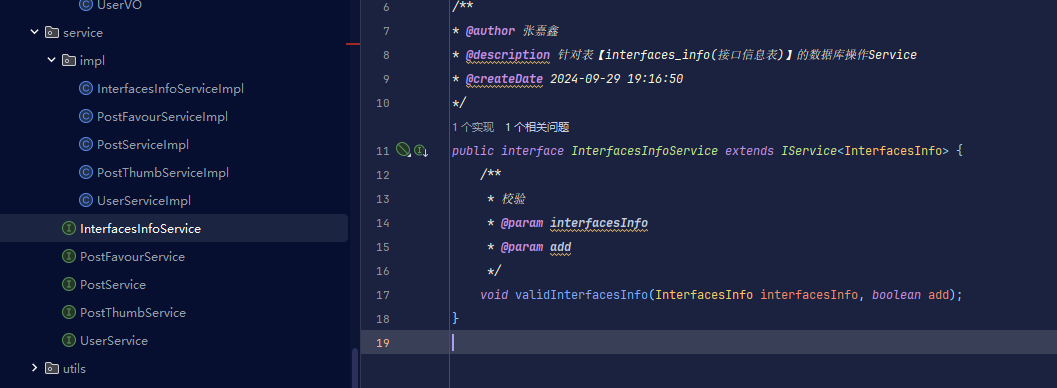 UserVO
service
impl
InterfacesInfoServiceImpl
PostFavourServiceImpl
PostServiceImpl
PostThumbServiceImpl
UserServiceImpl
InterfacesInfoService
PostFavourService
PostService
PostThumbService
UserService
utils
6 /**
7 * @author 张嘉鑫
8 * @description 针对表【interfaces_info(接口信息表)】的数据库操作Service
9 * @createDate 2024-09-29 19:16:50
10 */
1个实现 1个相关问题
11 public interface InterfacesInfoService extends IService<InterfacesInfo> {
12 /**
13 * 校验
14 * @param interfacesInfo
15 * @param add
16 */
17 void validInterfacesInfo(InterfacesInfo interfacesInfo, boolean add);
18 }
19